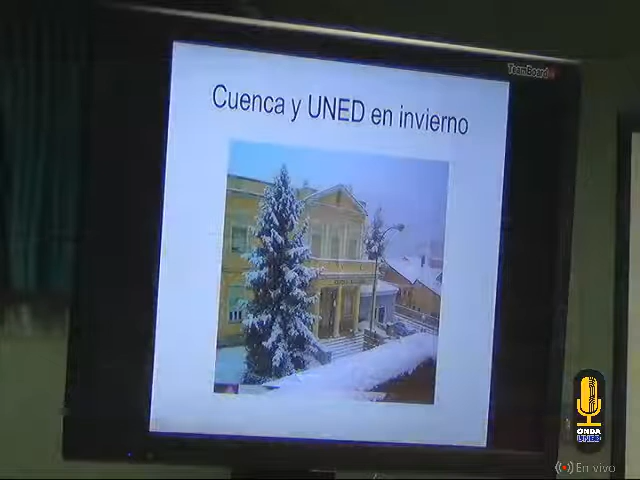 TeamBoard
Cuenca y UNED en invierno
ONDA
UNED
En vivo